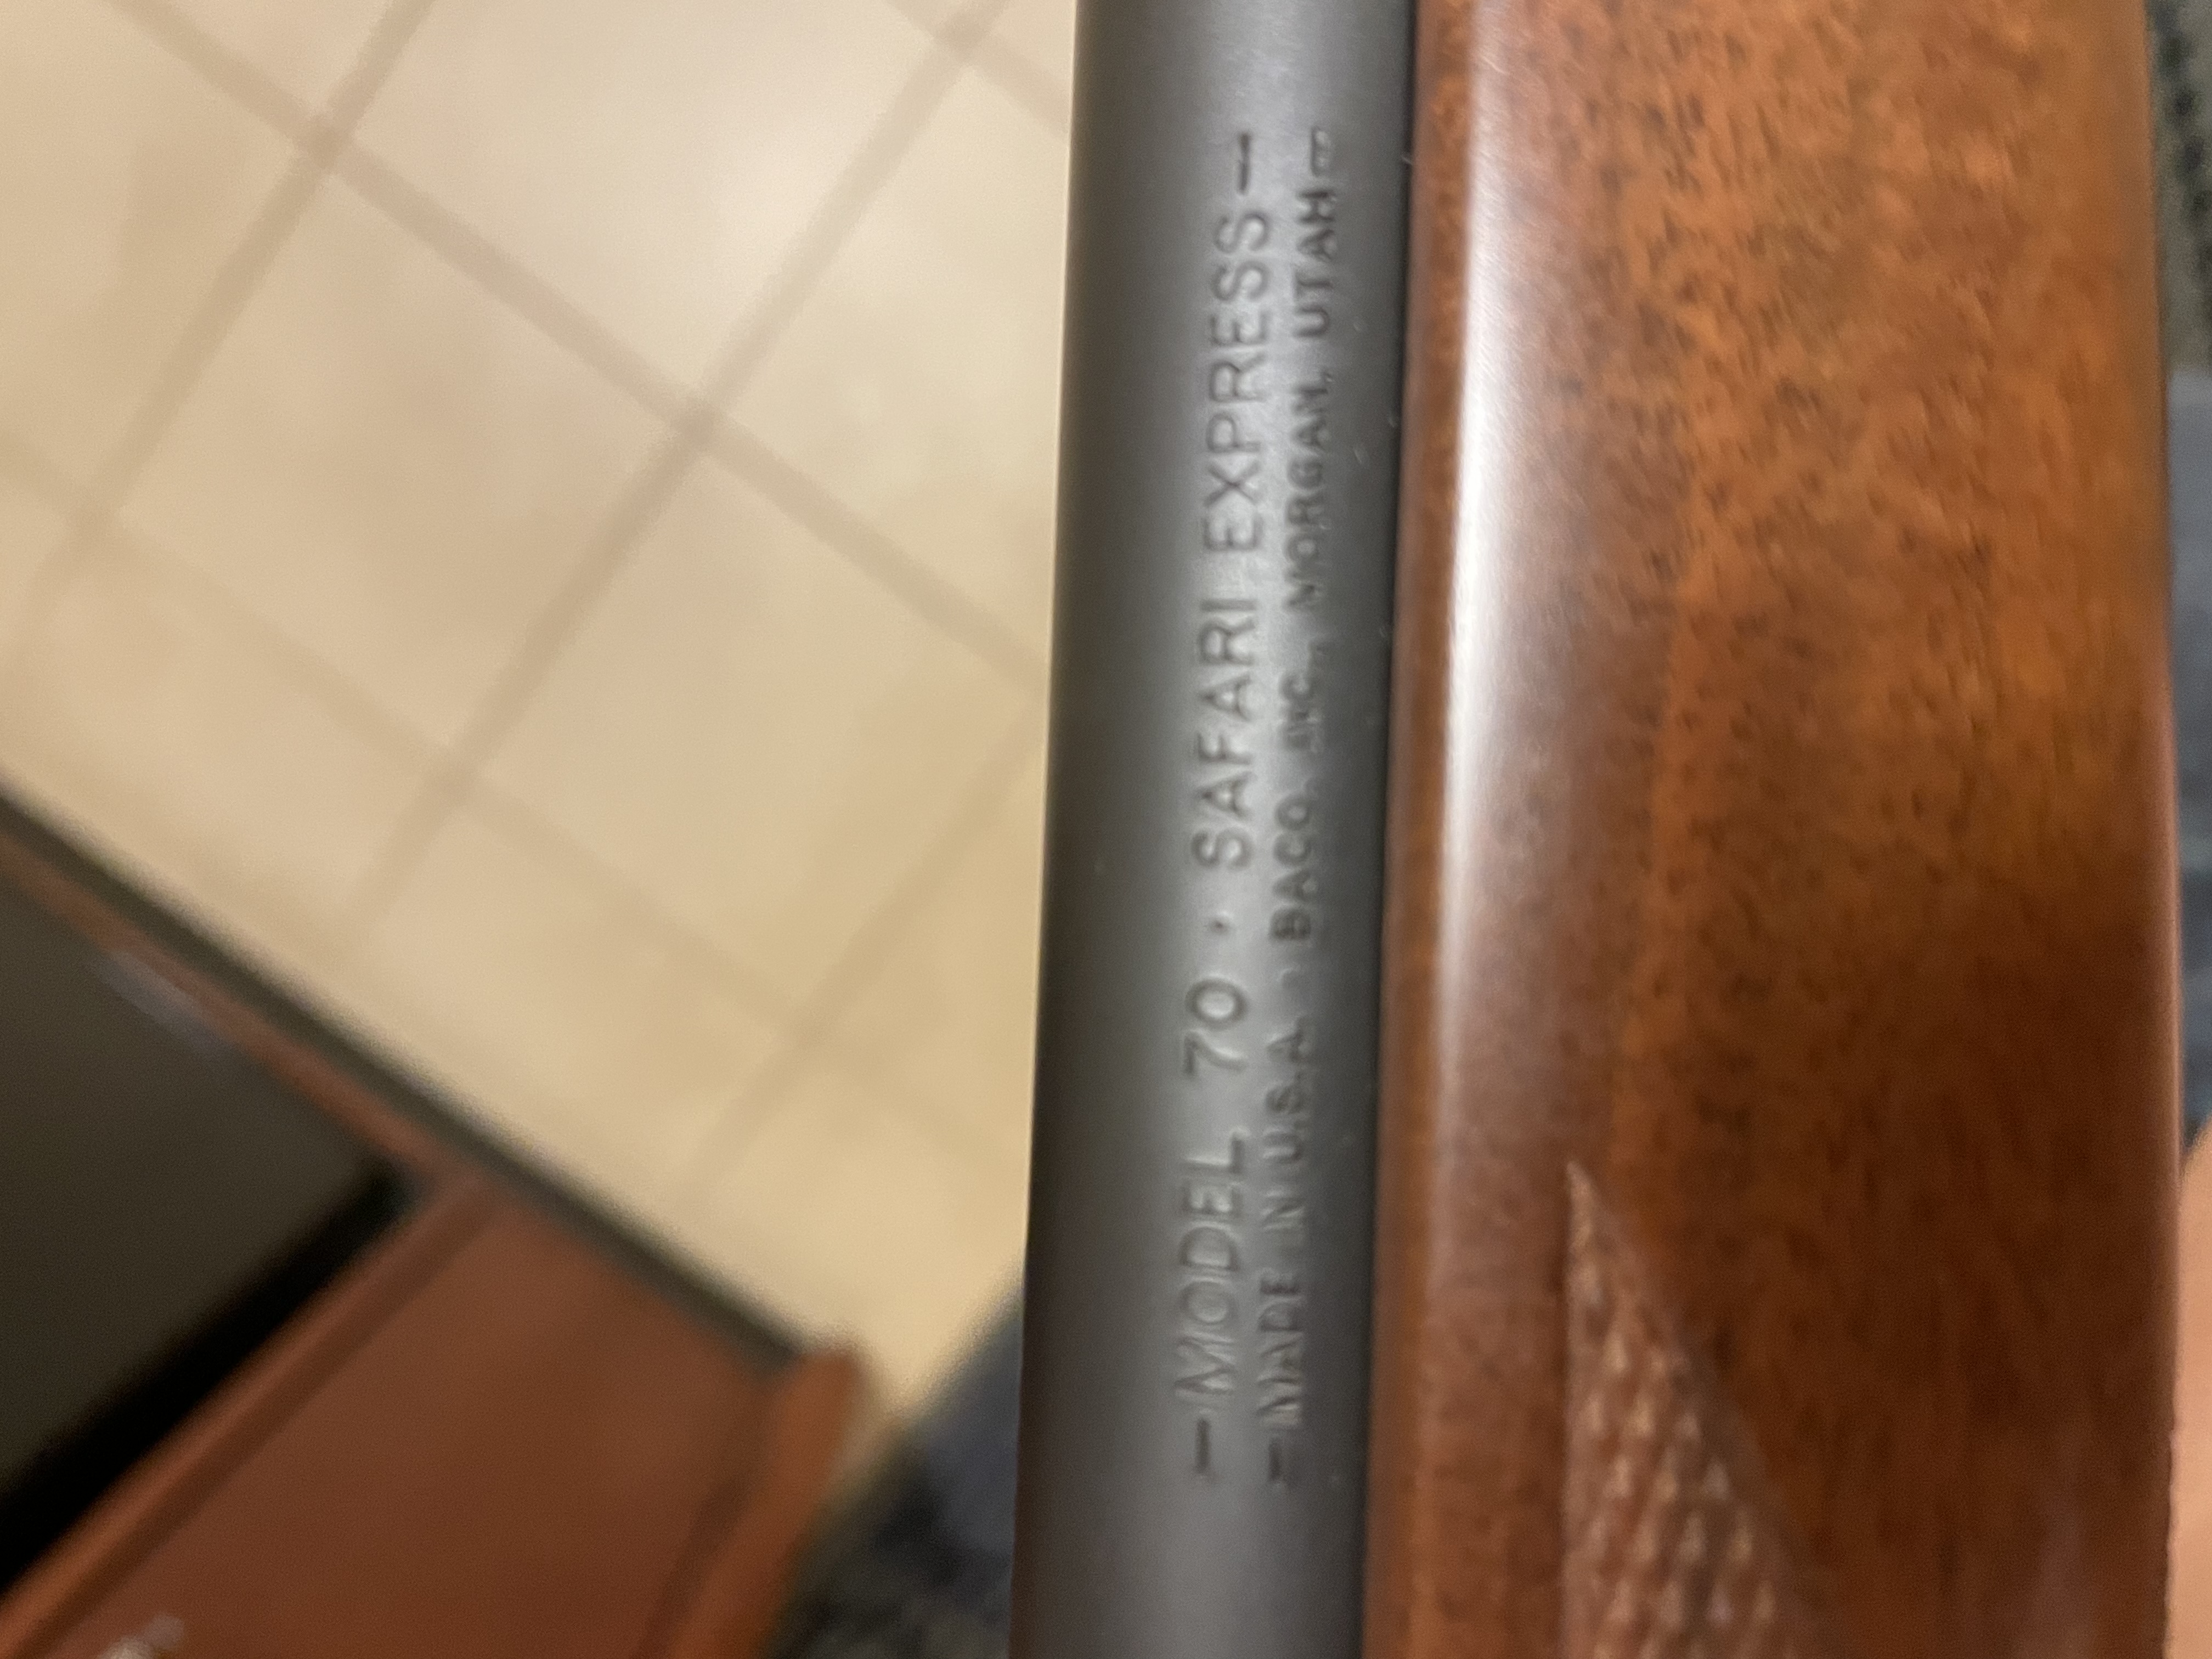 –MODEL 70 · SAFARI EXPRESS–
–MADE IN U.S.A. · BACO, INC., MORGAN, UTAH–